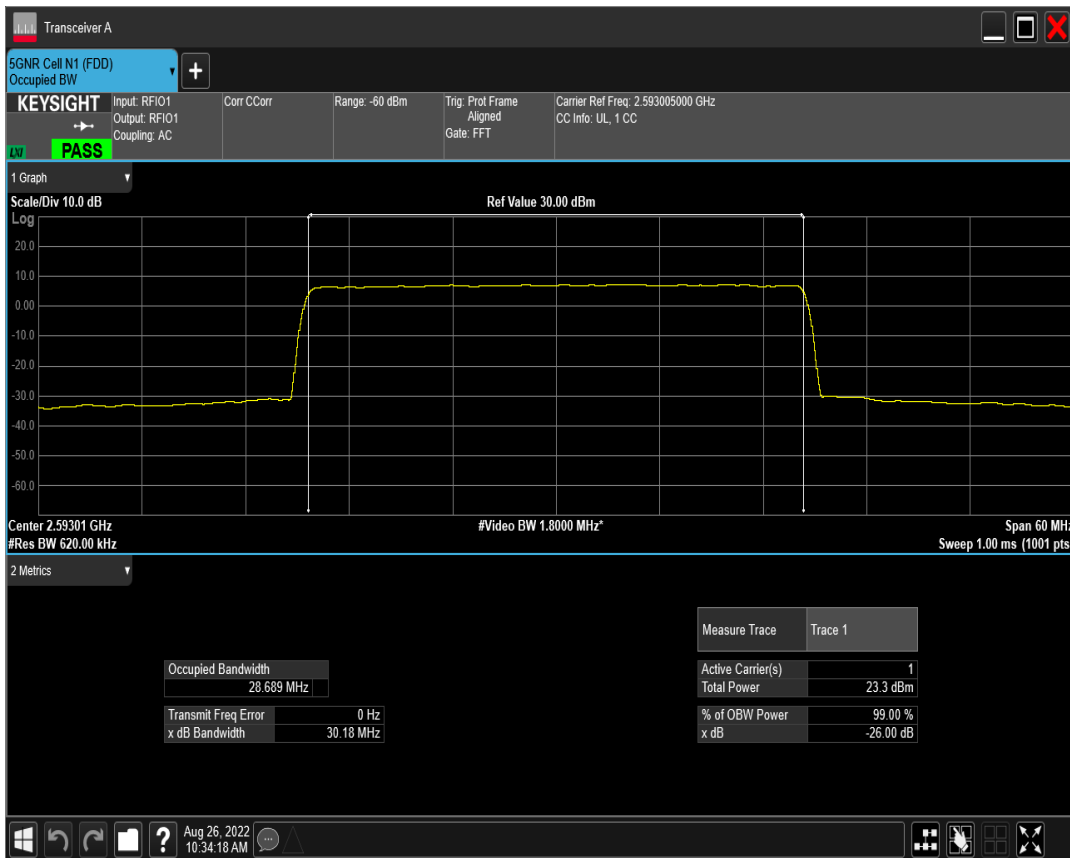 Transceiver A
5GNR Cell N1 (FDD)
Occupied BW
+
KEYSIGHT
Input: RFIO1
Output: RFIO1
Coupling: AC
Corr CCorr
Range: -60 dBm
Trig: Prot Frame
Aligned
Gate: FFT
Carrier Ref Freq: 2.593005000 GHz
CC Info: UL, 1 CC
LXI
PASS
1 Graph
Scale/Div 10.0 dB
Ref Value 30.00 dBm
Log
20.0
10.0
0.00
-10.0
-20.0
-30.0
-40.0
-50.0
-60.0
Center 2.59301 GHz
#Video BW 1.8000 MHz*
Span 60 MHz
#Res BW 620.00 kHz
Sweep 1.00 ms (1001 pts
2 Metrics
Measure Trace
Trace 1
Occupied Bandwidth
28.689 MHz
Active Carrier(s)
1
Total Power
23.3 dBm
Transmit Freq Error
0 Hz
x dB Bandwidth
30.18 MHz
% of OBW Power
99.00 %
x dB
-26.00 dB
?
Aug 26, 2022
10:34:18 AM